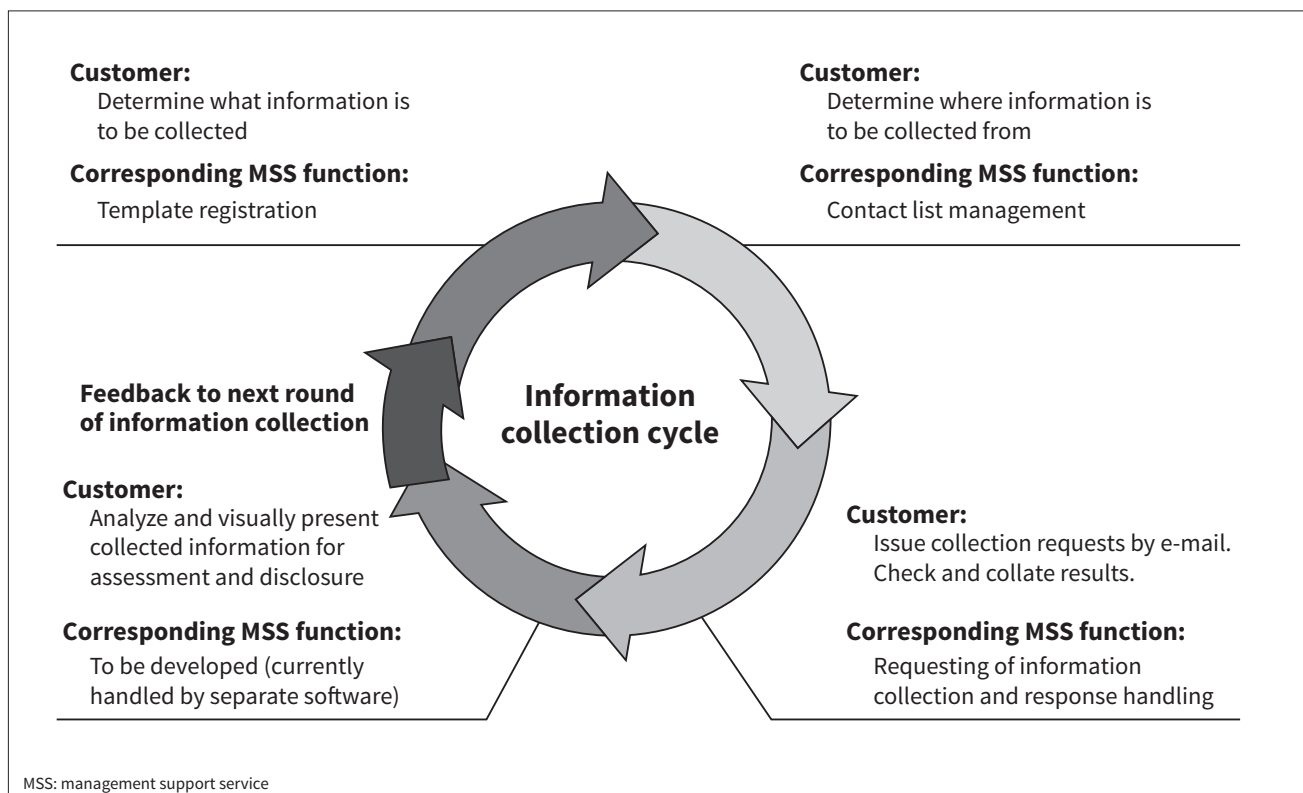 Customer:
Determine what information is
to be collected
Corresponding MSS function:
Template registration
Customer:
Determine where information is
to be collected from
Corresponding MSS function:
Contact list management
Feedback to next round
of information collection
Information
collection cycle
Customer:
Analyze and visually present
collected information for
assessment and disclosure
Corresponding MSS function:
To be developed (currently
handled by separate software)
Customer:
Issue collection requests by e-mail.
Check and collate results.
Corresponding MSS function:
Requesting of information
collection and response handling
MSS: management support service